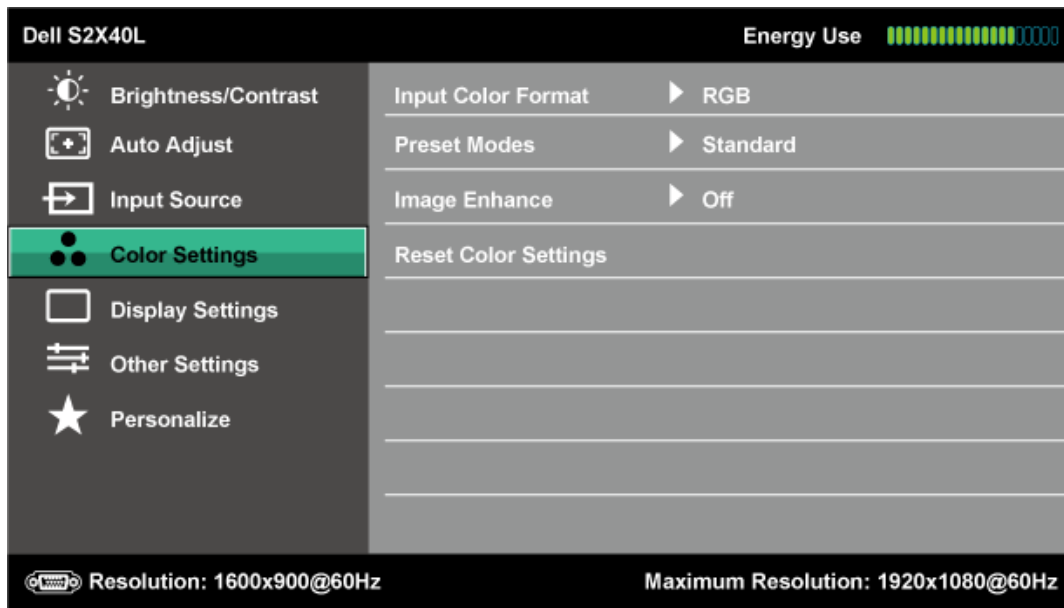 Dell S2X40L Energy Use
Brightness/Contrast
Auto Adjust
Input Source
Color Settings
Display Settings
Other Settings
Personalize
Input Color Format RGB
Preset Modes Standard
Image Enhance Off
Reset Color Settings
Resolution: 1600x900@60Hz Maximum Resolution: 1920x1080@60Hz